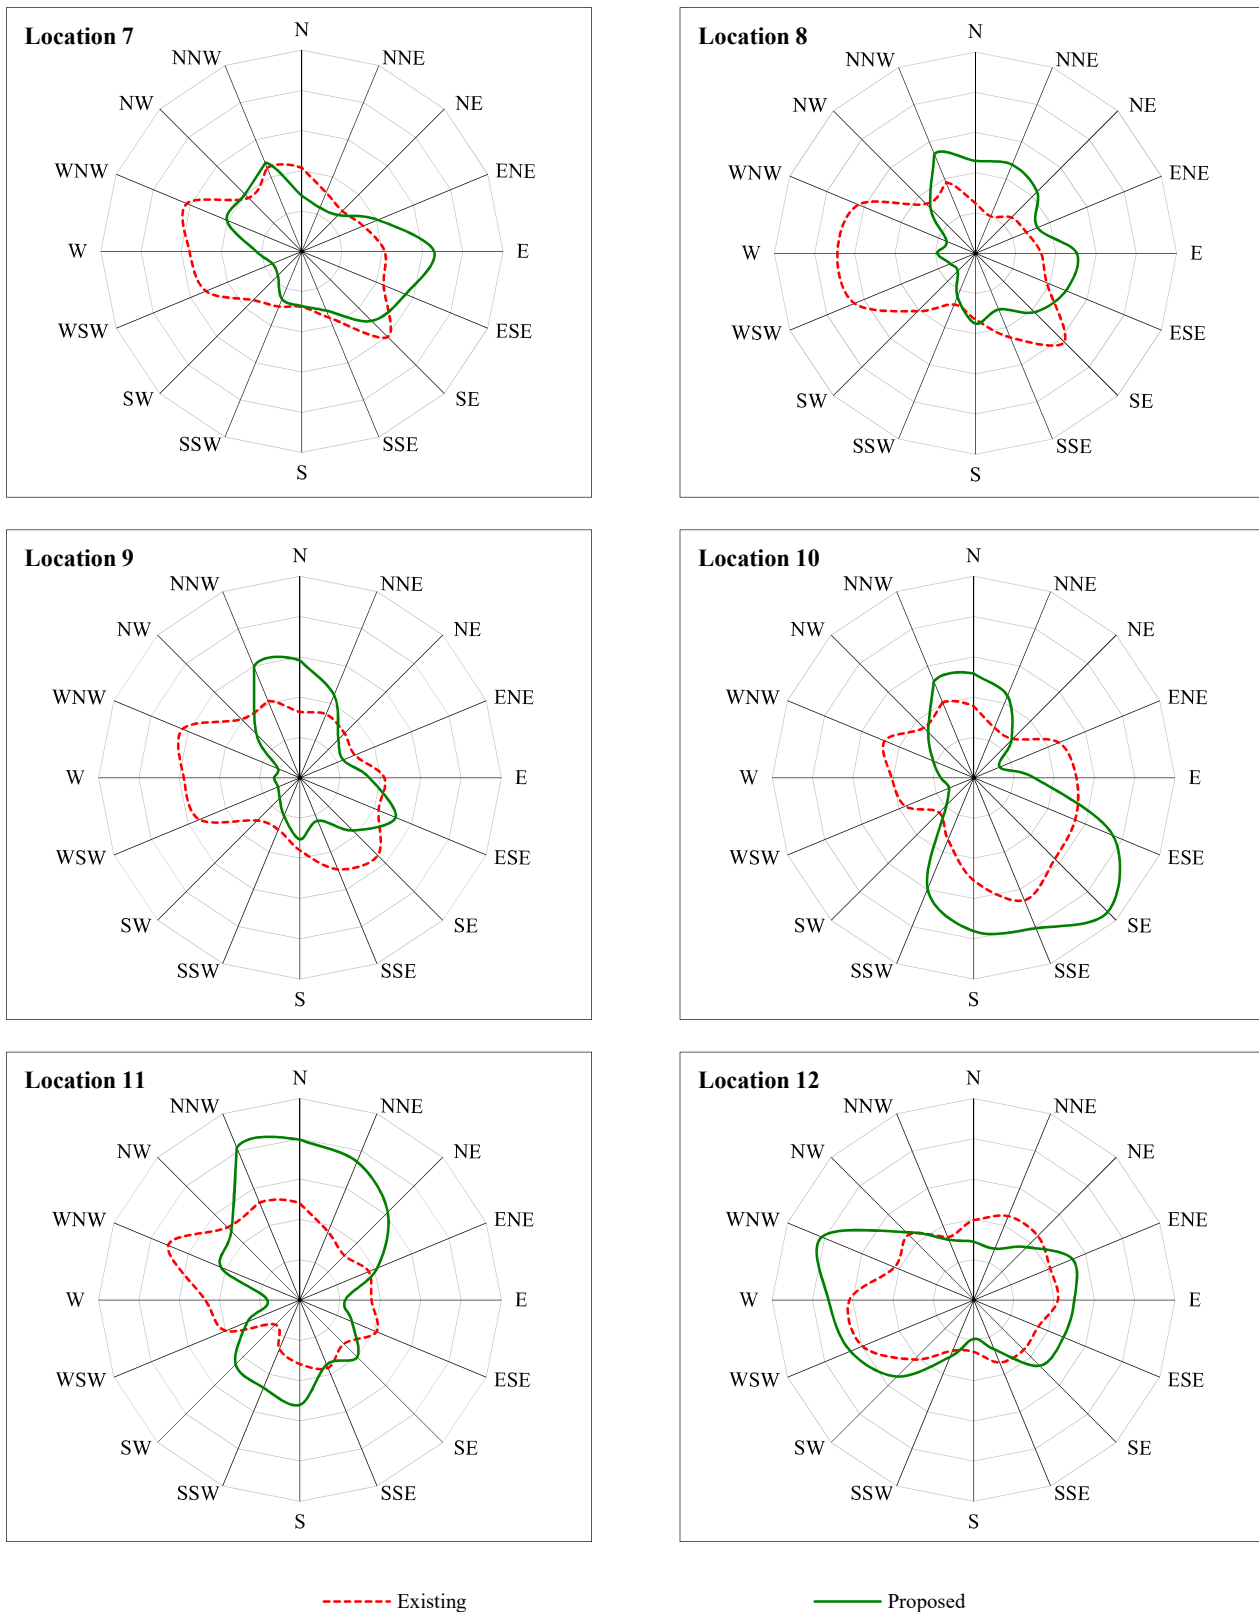 Location 7
N
NNW
NNE
NW
NE
WNW
ENE
W
E
WSW
ESE
SW
SE
SSW
SSE
S
Location 8
N
NNW
NNE
NW
NE
WNW
ENE
W
E
WSW
ESE
SW
SE
SSW
SSE
S
Location 9
N
NNW
NNE
NW
NE
WNW
ENE
W
E
WSW
ESE
SW
SE
SSW
SSE
S
Location 10
N
NNW
NNE
NW
NE
WNW
ENE
W
E
WSW
ESE
SW
SE
SSW
SSE
S
Location 11
N
NNW
NNE
NW
NE
WNW
ENE
W
E
WSW
ESE
SW
SE
SSW
SSE
S
Location 12
N
NNW
NNE
NW
NE
WNW
ENE
W
E
WSW
ESE
SW
SE
SSW
SSE
S
Existing
Proposed